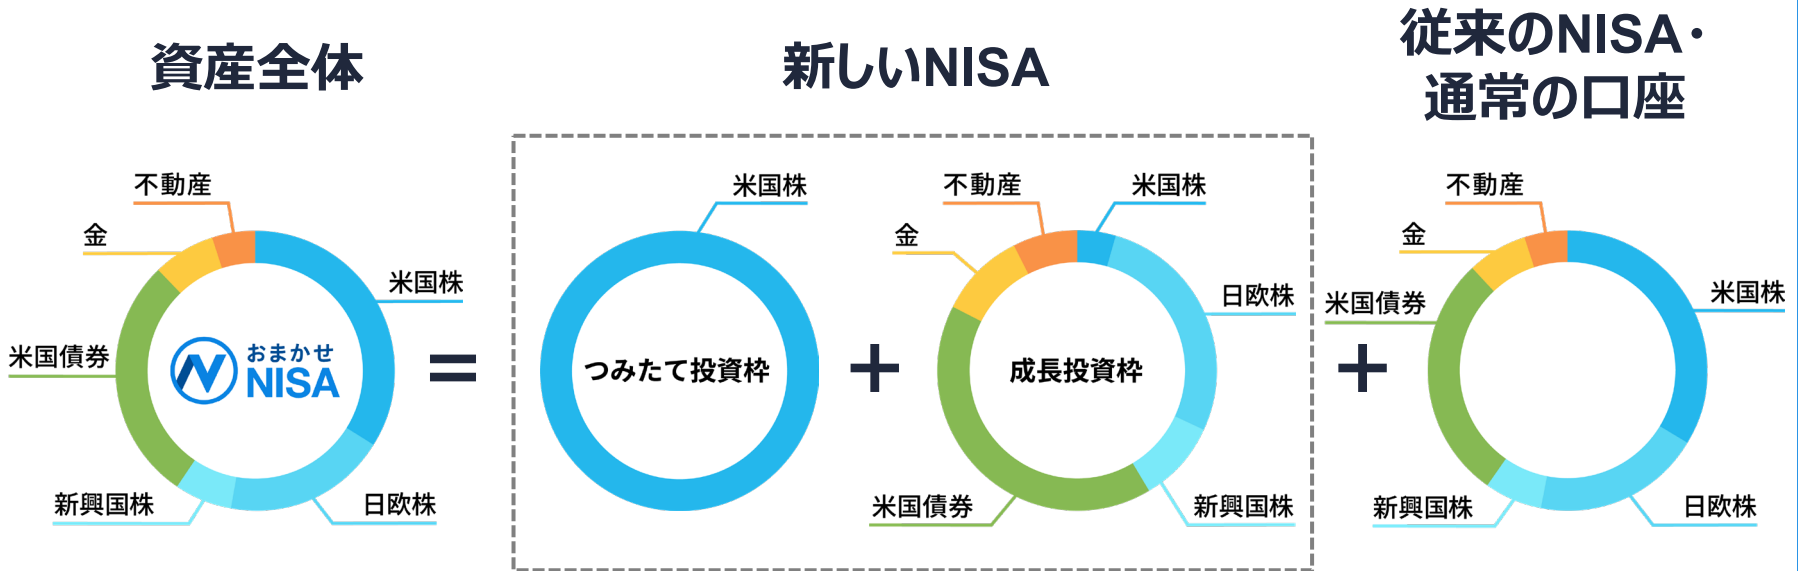 資産全体
新しいNISA
従来のNISA・
通常の口座
不動産
金
米国株
米国債券
おまかせ
NISA
新興国株
日欧株
=
米国株
つみたて投資枠
+
不動産
米国株
金
日欧株
成長投資枠
米国債券
新興国株
+
不動産
金
米国債券
米国株
新興国株
日欧株